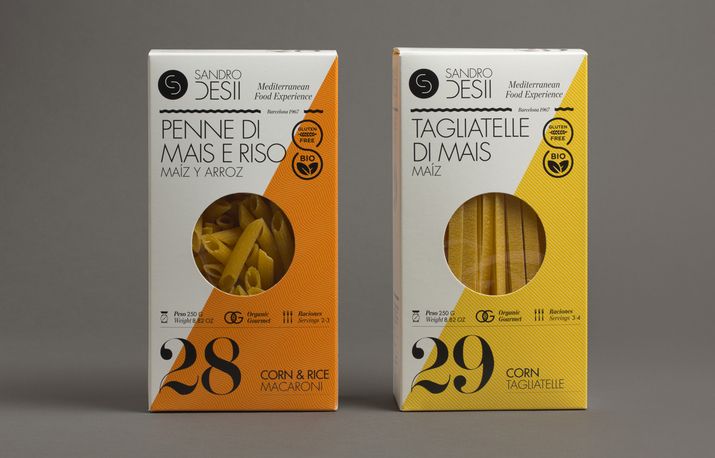 SANDRO
DESII
Mediterranean
Food Experience
Barcelona 1967
PENNE DI
MAIS E RISO
MAÍZ Y ARROZ
GLUTEN
FREE
BIO
Peso 250 G
Weight 8,82 OZ
OG
Organic
Gourmet
Raciones
Servings 2-3
28
CORN & RICE
MACARONI
SANDRO
DESII
Mediterranean
Food Experience
Barcelona 1967
TAGLIATELLE
DI MAIS
MAÍZ
GLUTEN
FREE
BIO
Peso 250 G
Weight 8,82 OZ
OG
Organic
Gourmet
Raciones
Servings 3-4
29
CORN
TAGLIATELLE